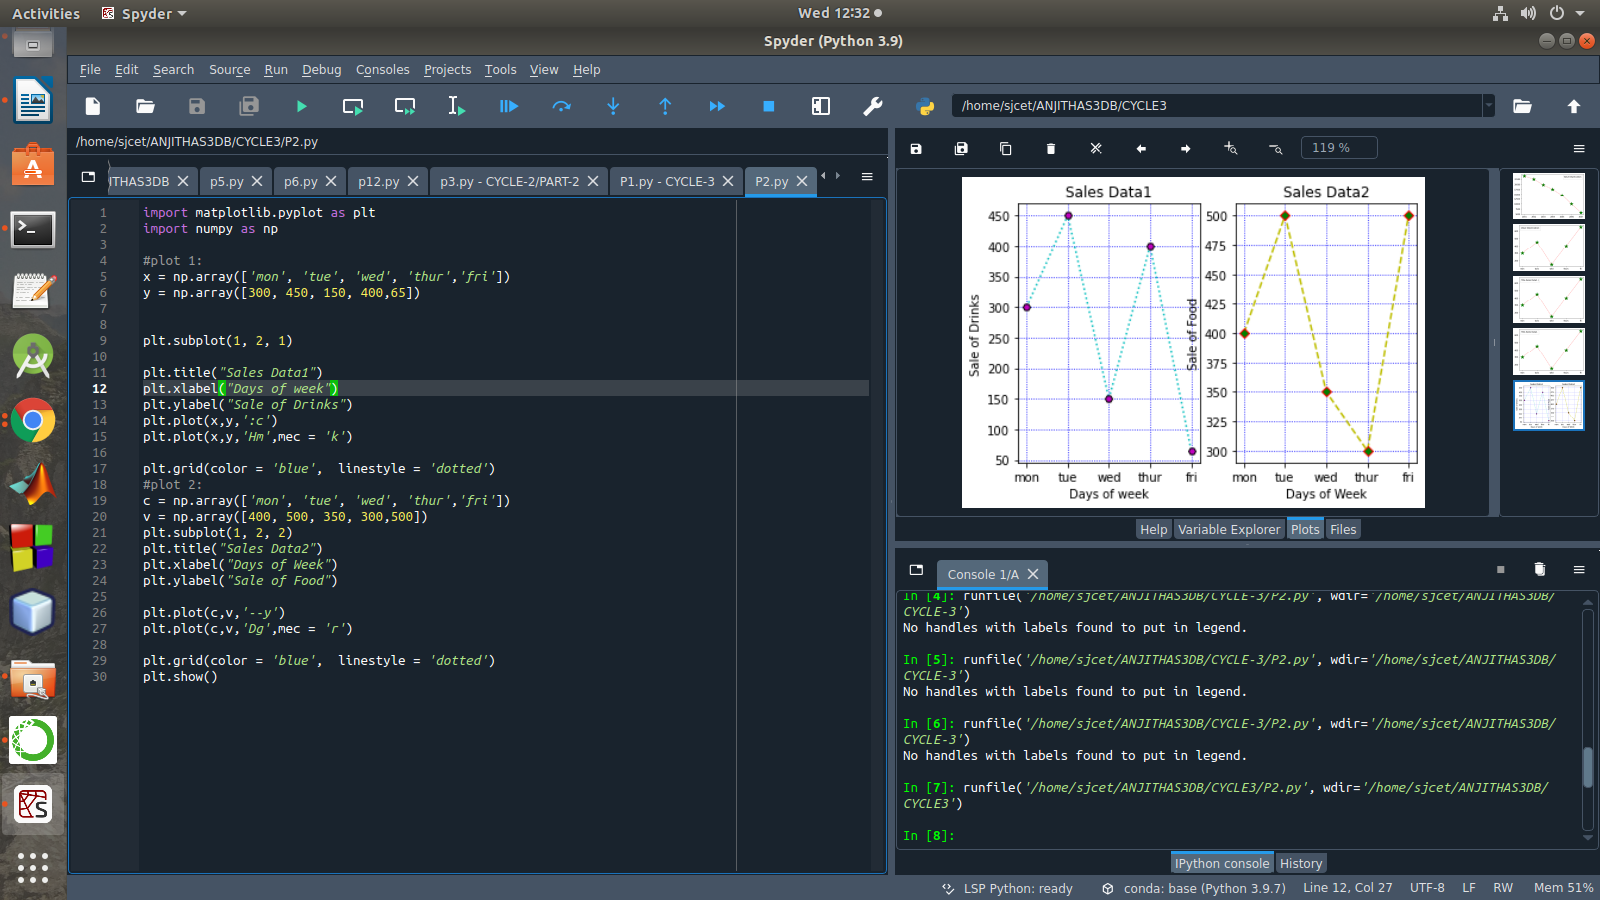 Activities Spyder Wed 12:32
Spyder (Python 3.9)
File Edit Search Source Run Debug Consoles Projects Tools View Help
/home/sjcet/ANJITHAS3DB/CYCLE3
/home/sjcet/ANJITHAS3DB/CYCLE3/P2.py
ITHAS3DB p5.py p6.py p12.py p3.py - CYCLE-2/PART-2 P1.py - CYCLE-3 P2.py
1 import matplotlib.pyplot as plt
2 import numpy as np
3
4 #plot 1:
5 x = np.array(['mon', 'tue', 'wed', 'thur','fri'])
6 y = np.array([300, 450, 150, 400,65])
7
8
9 plt.subplot(1, 2, 1)
10
11 plt.title("Sales Data1")
12 plt.xlabel("Days of week")
13 plt.ylabel("Sale of Drinks")
14 plt.plot(x,y,':c')
15 plt.plot(x,y,'Hm',mec = 'k')
16
17 plt.grid(color = 'blue',  linestyle = 'dotted')
18 #plot 2:
19 c = np.array(['mon', 'tue', 'wed', 'thur','fri'])
20 v = np.array([400, 500, 350, 300,500])
21 plt.subplot(1, 2, 2)
22 plt.title("Sales Data2")
23 plt.xlabel("Days of Week")
24 plt.ylabel("Sale of Food")
25
26 plt.plot(c,v,'--y')
27 plt.plot(c,v,'Dg',mec = 'r')
28
29 plt.grid(color = 'blue',  linestyle = 'dotted')
30 plt.show()
119 %
Sales Data1
450
400
350
300
250
200
150
100
50
Sale of Drinks
mon tue wed thur fri
Days of week
Sales Data2
500
475
450
425
400
375
350
325
300
Sale of Food
mon tue wed thur fri
Days of Week
Help Variable Explorer Plots Files
Console 1/A
In [4]: runfile('/home/sjcet/ANJITHAS3DB/CYCLE-3/P2.py', wdir='/home/sjcet/ANJITHAS3DB/
CYCLE-3')
No handles with labels found to put in legend.
In [5]: runfile('/home/sjcet/ANJITHAS3DB/CYCLE-3/P2.py', wdir='/home/sjcet/ANJITHAS3DB/
CYCLE-3')
No handles with labels found to put in legend.
In [6]: runfile('/home/sjcet/ANJITHAS3DB/CYCLE-3/P2.py', wdir='/home/sjcet/ANJITHAS3DB/
CYCLE-3')
No handles with labels found to put in legend.
In [7]: runfile('/home/sjcet/ANJITHAS3DB/CYCLE3/P2.py', wdir='/home/sjcet/ANJITHAS3DB/
CYCLE3')
In [8]:
IPython console History
LSP Python: ready conda: base (Python 3.9.7) Line 12, Col 27 UTF-8 LF RW Mem 51%